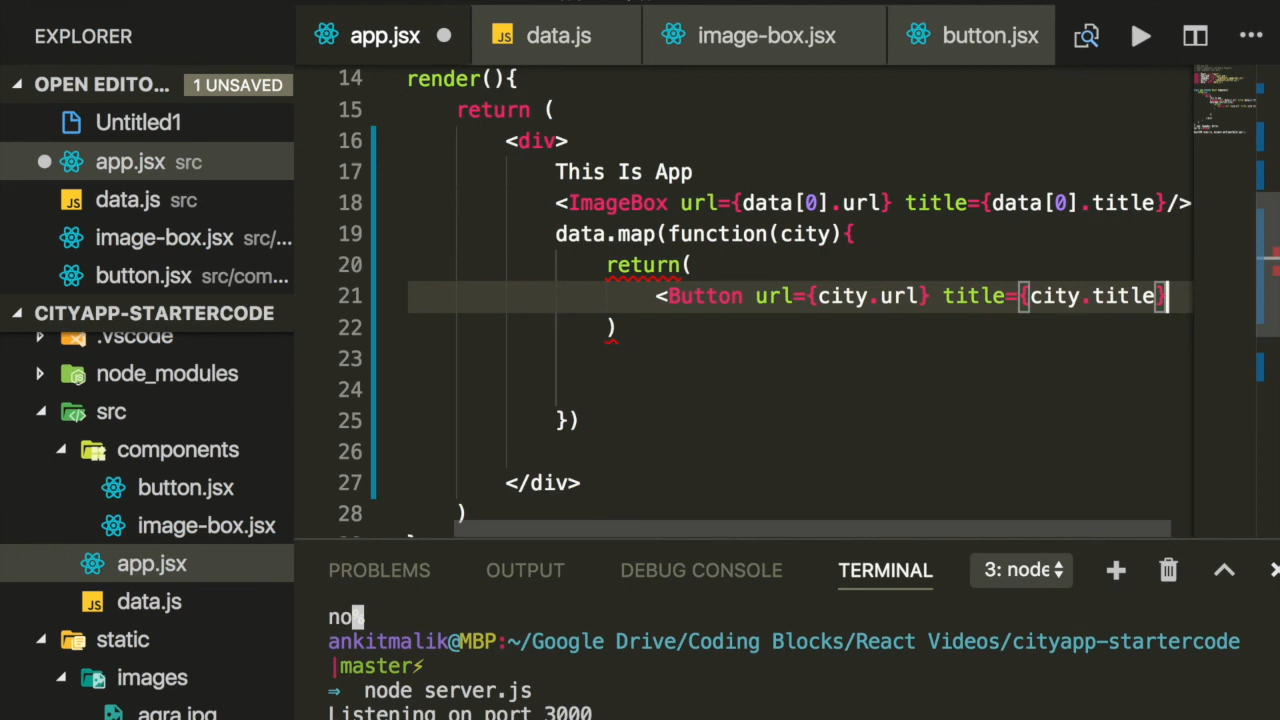 EXPLORER
app.jsx
data.js
image-box.jsx
button.jsx
OPEN EDITO... 1 UNSAVED
Untitled1
app.jsx src
data.js src
image-box.jsx src/...
button.jsx src/com...
CITYAPP-STARTERCODE
.vscode
node_modules
src
components
button.jsx
image-box.jsx
app.jsx
JS data.js
static
images
agra.jpg
14 render(){
15 return (
16 <div>
17 This Is App
18 <ImageBox url={data[0].url} title={data[0].title}/>
19 data.map(function(city){
20 return(
21 <Button url={city.url} title={city.title}
22 )
23
24
25 })
26
27 </div>
28 )
PROBLEMS OUTPUT DEBUG CONSOLE TERMINAL 3: node
no%
ankitmalik@MBP:~/Google Drive/Coding Blocks/React Videos/cityapp-startercode
|master⚡
⇒ node server.js
Listening on port 3000